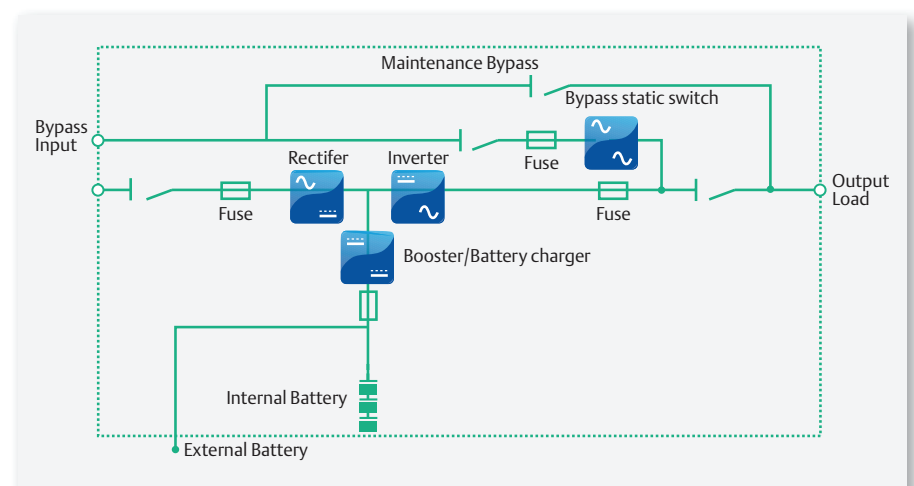 Maintenance Bypass
Bypass static switch
Bypass
Input
Fuse
Rectifer
Inverter
Fuse
Fuse
Output
Load
Booster/Battery charger
Internal Battery
External Battery